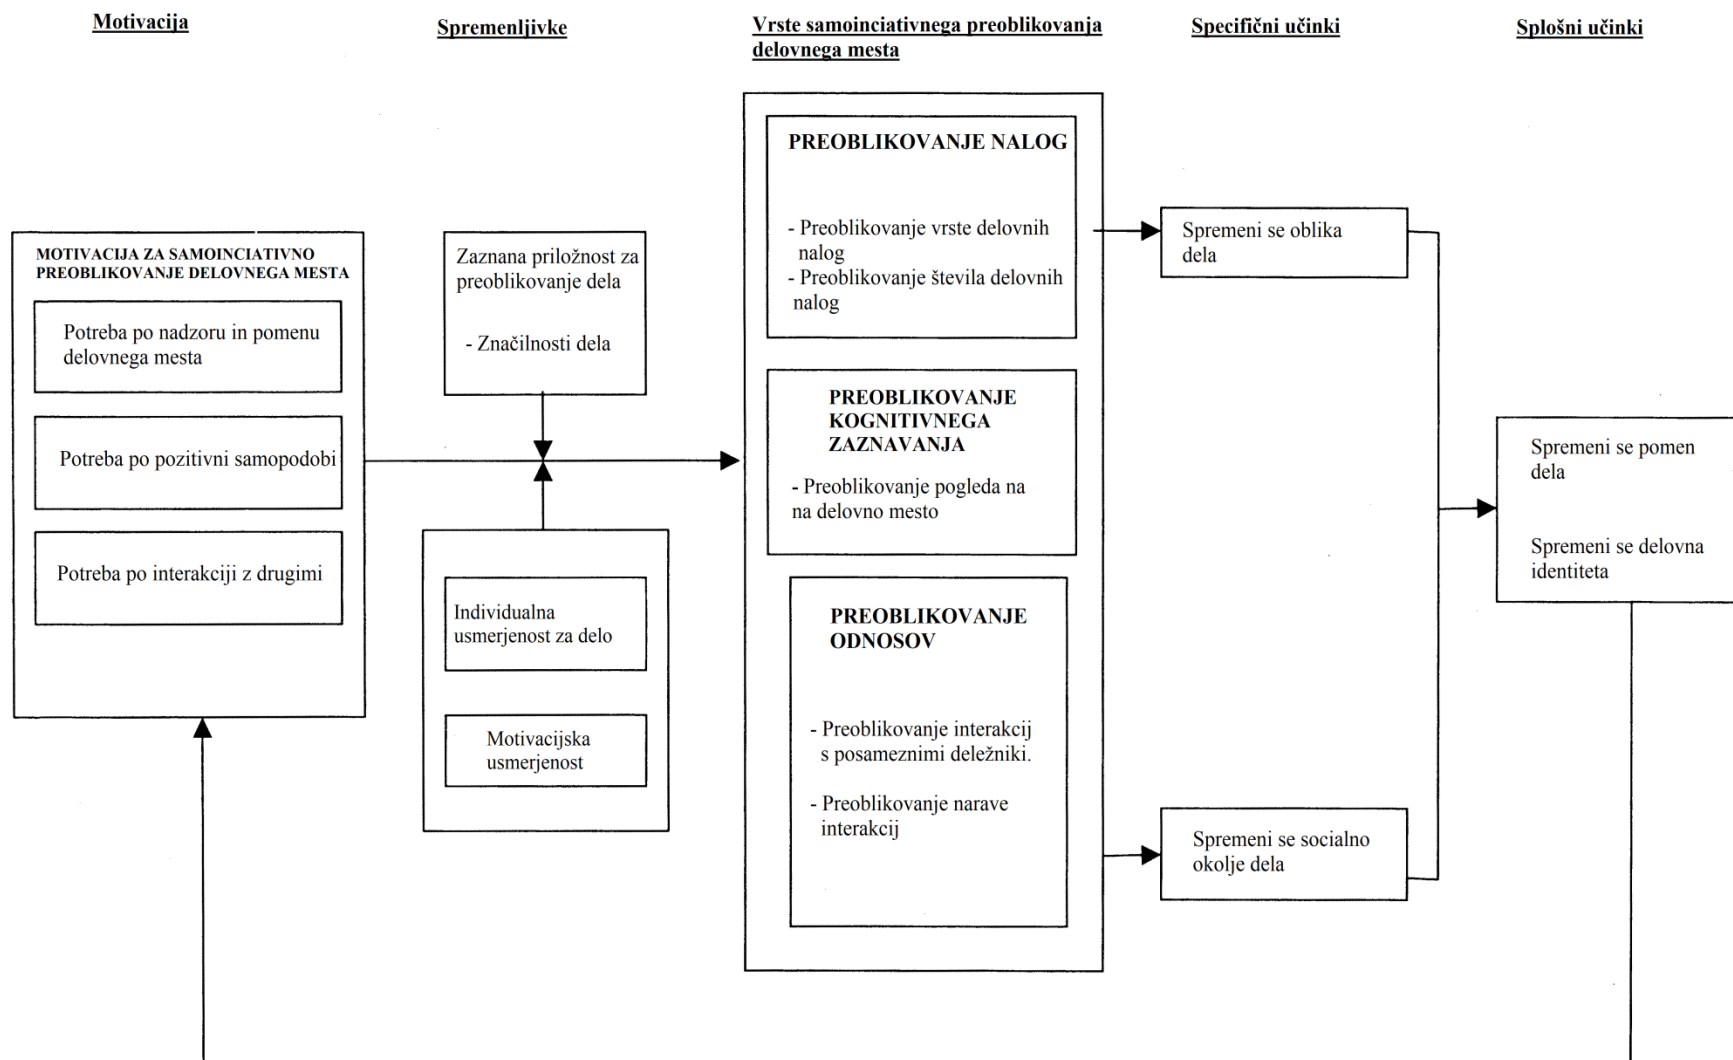 Motivacija
Spremenljivke
Vrste samoinciativnega preoblikovanja
delovnega mesta
Specifični učinki
Splošni učinki
MOTIVACIJA ZA SAMOINCIATIVNO
PREOBLIKOVANJE DELOVNEGA MESTA
Potreba po nadzoru in pomenu
delovnega mesta
Potreba po pozitivni samopodobi
Potreba po interakciji z drugimi
Zaznana priložnost za
preoblikovanje dela
- Značilnosti dela
Individualna
usmerjenost za delo
Motivacijska
usmerjenost
PREOBLIKOVANJE NALOG
- Preoblikovanje vrste delovnih
nalog
- Preoblikovanje števila delovnih
nalog
PREOBLIKOVANJE
KOGNITIVNEGA
ZAZNAVANJA
- Preoblikovanje pogleda na
na delovno mesto
PREOBLIKOVANJE
ODNOSOV
- Preoblikovanje interakcij
s posameznimi deležniki.
- Preoblikovanje narave
interakcij
Spremeni se oblika
dela
Spremeni se socialno
okolje dela
Spremeni se pomen
dela
Spremeni se delovna
identiteta